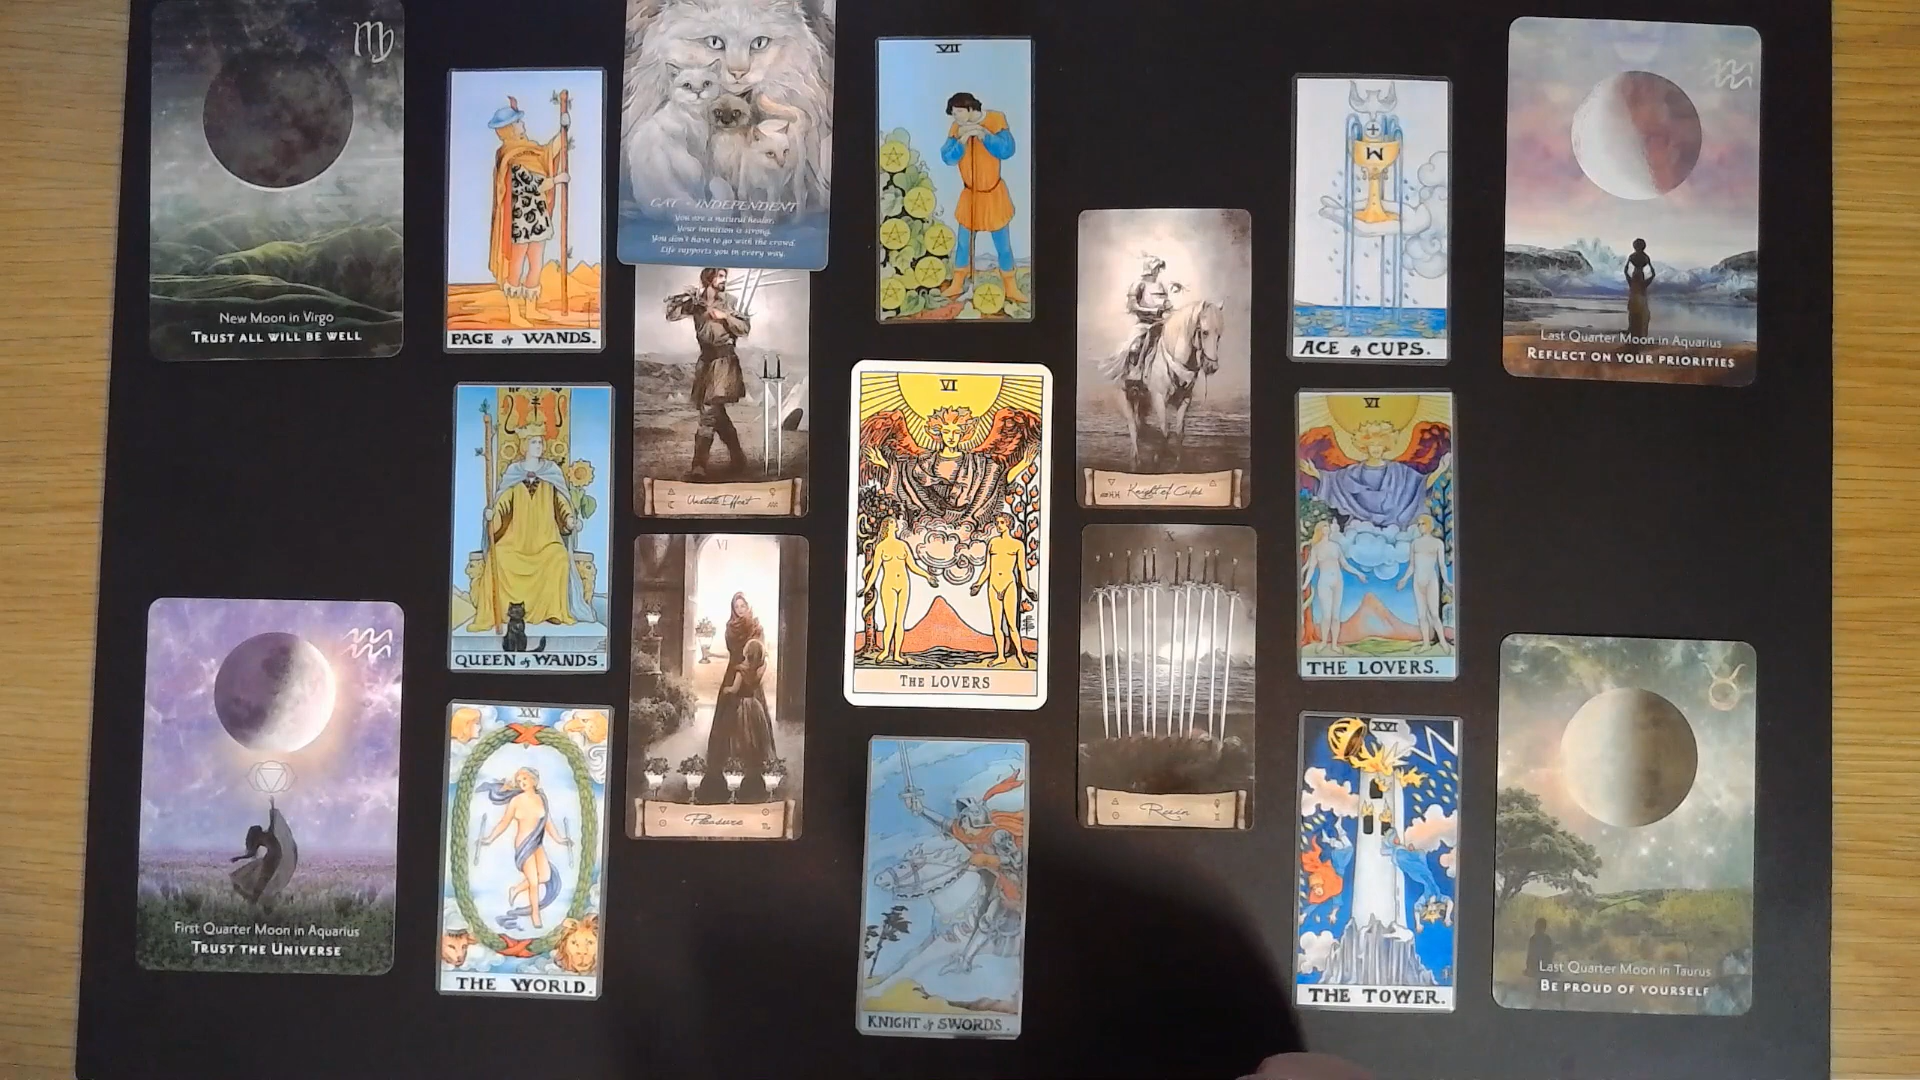 New Moon in Virgo
TRUST ALL WILL BE WELL
PAGE of WANDS.
CAT - INDEPENDENT
You are a natural healer.
Your intuition is strong.
You don't have to go with the crowd.
Life supports you in every way.
VII
ACE of CUPS.
W
Last Quarter Moon in Aquarius
REFLECT ON YOUR PRIORITIES
QUEEN of WANDS.
VI
THE LOVERS
Knight of Cups
VI
THE LOVERS.
First Quarter Moon in Aquarius
TRUST THE UNIVERSE
XXI
THE WORLD.
VI
Pleasure
KNIGHT of SWORDS.
X
Ruin
XVI
THE TOWER.
Last Quarter Moon in Taurus
BE PROUD OF YOURSELF